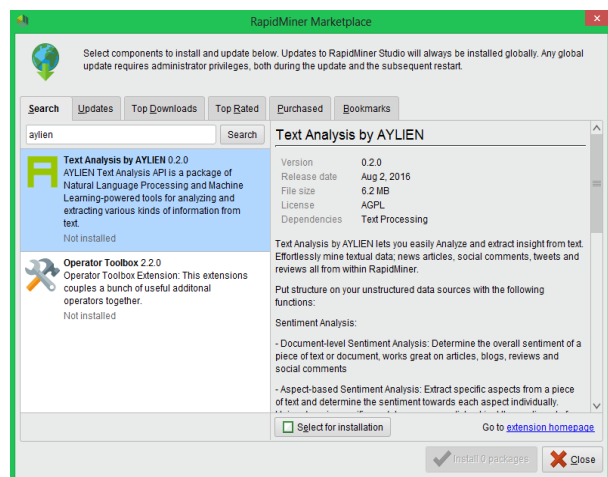 RapidMiner Marketplace
Select components to install and update below. Updates to RapidMiner Studio will always be installed globally. Any global
update requires administrator privileges, both during the update and the subsequent restart.
Search Updates Top Downloads Top Rated Purchased Bookmarks
aylien Search
Text Analysis by AYLIEN 0.2.0
AYLIEN Text Analysis API is a package of
Natural Language Processing and Machine
Learning-powered tools for analyzing and
extracting various kinds of information from
text.
Not installed
Operator Toolbox 2.2.0
Operator Toolbox Extension: This extensions
couples a bunch of useful additonal
operators together.
Not installed
Text Analysis by AYLIEN
Version 0.2.0
Release date Aug 2, 2016
File size 6.2 MB
License AGPL
Dependencies Text Processing
Text Analysis by AYLIEN lets you easily Analyze and extract insight from text.
Effortlessly mine textual data; news articles, social comments, tweets and
reviews all from within RapidMiner.
Put structure on your unstructured data sources with the following
functions:
Sentiment Analysis:
- Document-level Sentiment Analysis: Determine the overall sentiment of a
piece of text or document, works great on articles, blogs, reviews and
social comments
- Aspect-based Sentiment Analysis: Extract specific aspects from a piece
of text and determine the sentiment towards each aspect individually.
Select for installation Go to extension homepage
Install 0 packages Close